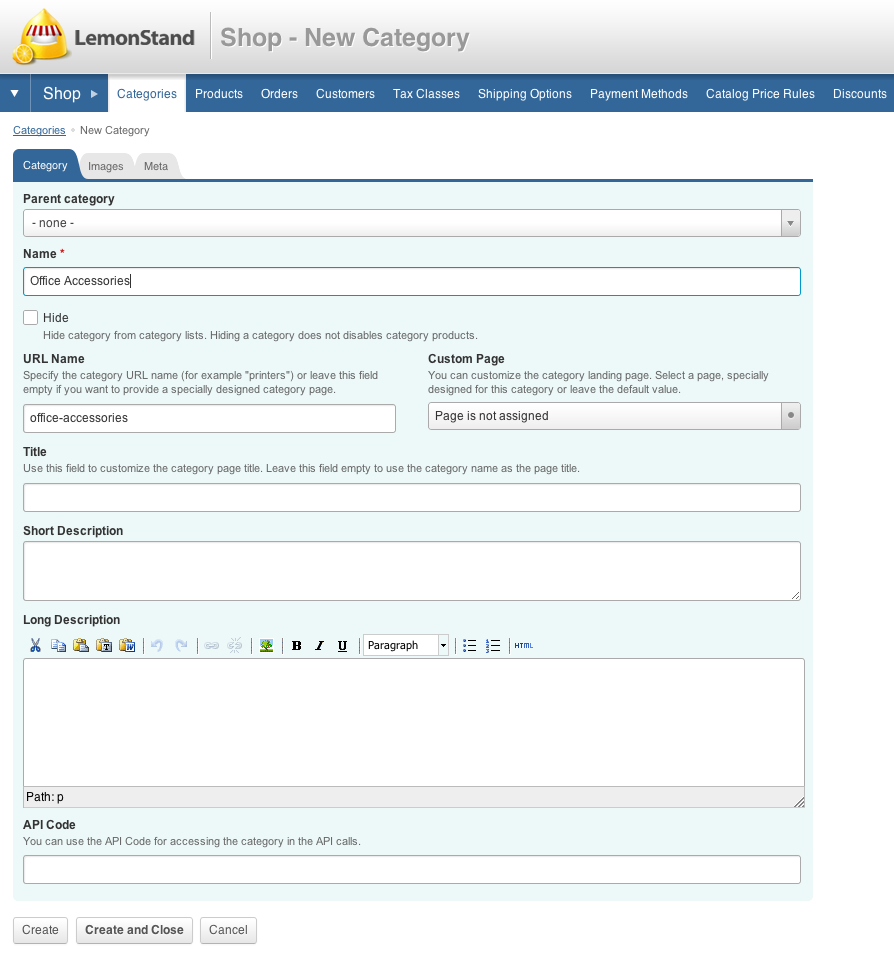 LemonStand
Shop - New Category
Shop Categories Products Orders Customers Tax Classes Shipping Options Payment Methods Catalog Price Rules Discounts
Categories New Category
Category Images Meta
Parent category
- none -
Name *
Office Accessories
Hide
Hide category from category lists. Hiding a category does not disables category products.
URL Name
Specify the category URL name (for example "printers") or leave this field
empty if you want to provide a specially designed category page.
office-accessories
Custom Page
You can customize the category landing page. Select a page, specially
designed for this category or leave the default value.
Page is not assigned
Title
Use this field to customize the category page title. Leave this field empty to use the category name as the page title.
Short Description
Long Description
B I U Paragraph HTML
Path: p
API Code
You can use the API Code for accessing the category in the API calls.
Create Create and Close Cancel